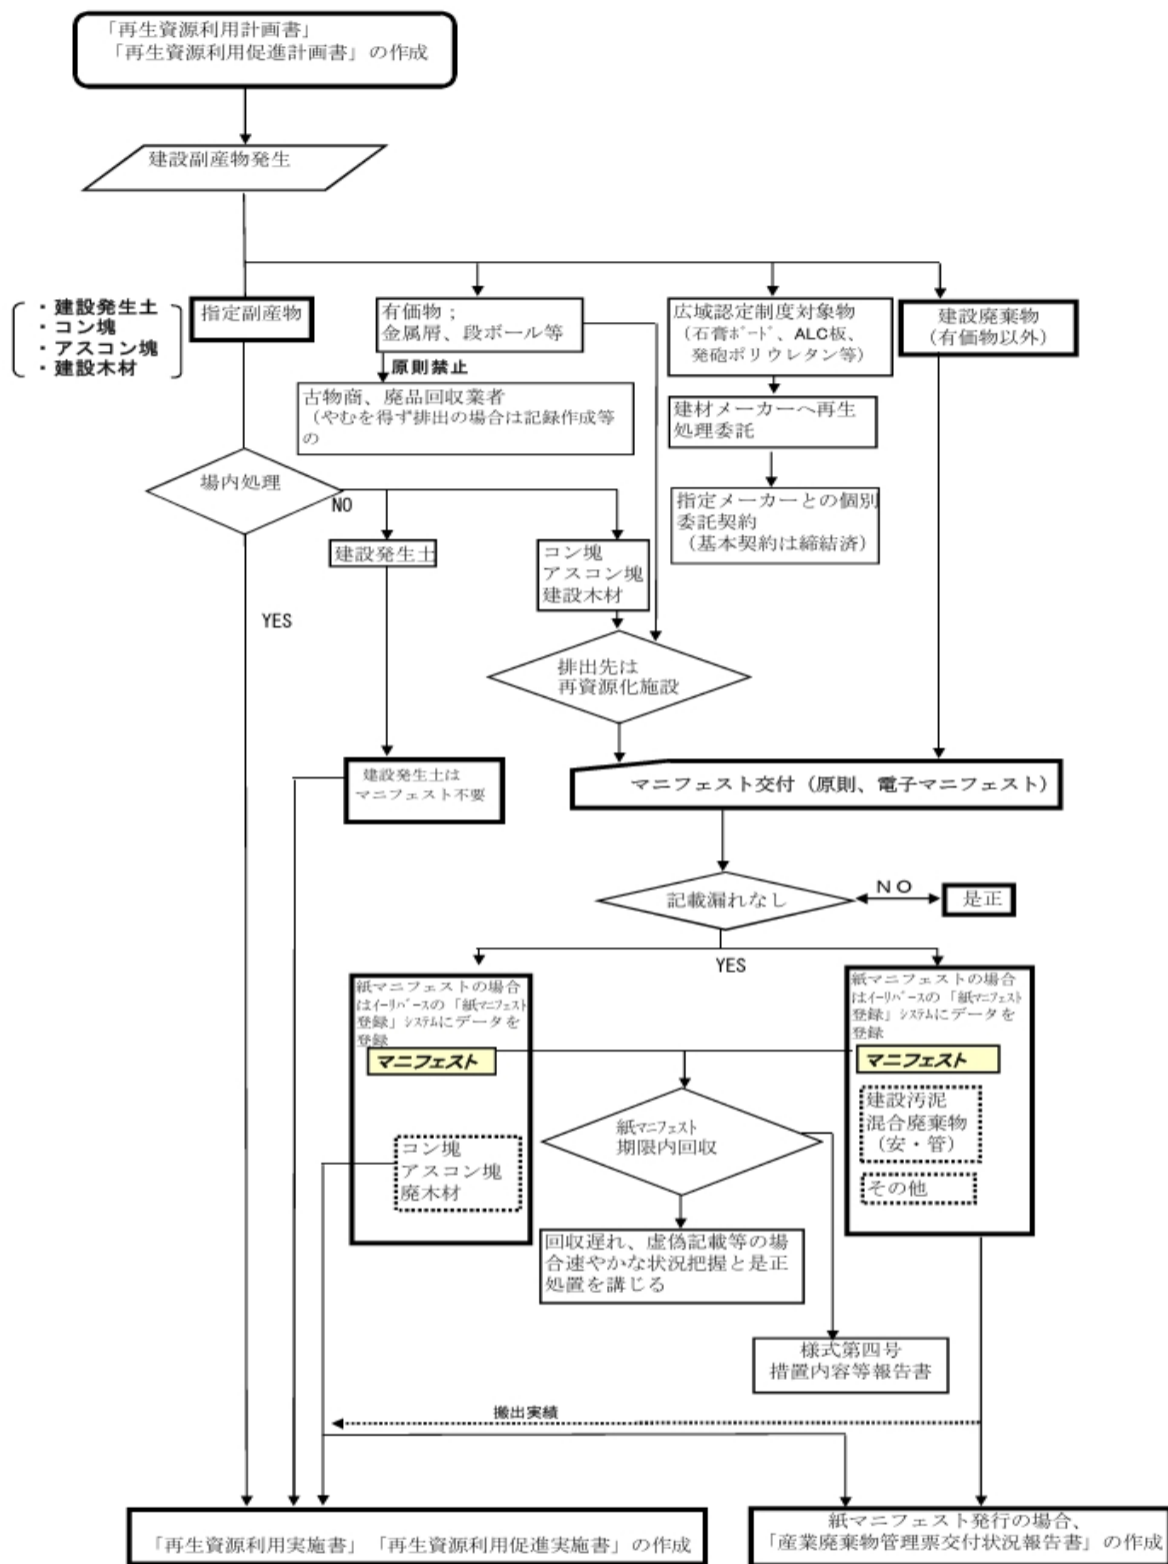 「再生資源利用計画書」
「再生資源利用促進計画書」の作成
建設副産物発生
・建設発生土
・コン塊
・アスコン塊
・建設木材
指定副産物
有価物；
金属屑、段ボール等
広域認定制度対象物
（石膏ﾎﾞｰﾄﾞ、ALC板、
発砲ポリウレタン等）
建設廃棄物
（有価物以外）
原則禁止
古物商、廃品回収業者
（やむを得ず排出の場合は記録作成等
の
建材メーカーへ再生
処理委託
場内処理
NO
指定メーカーとの個別
委託契約
（基本契約は締結済）
建設発生土
コン塊
アスコン塊
建設木材
YES
排出先は
再資源化施設
建設発生土は
マニフェスト不要
マニフェスト交付（原則、電子マニフェスト）
記載漏れなし
NO
是正
YES
紙マニフェストの場合
はｲｰﾘﾊﾞｰｽの「紙ﾏﾆﾌｪｽﾄ
登録」ｼｽﾃﾑにデータを
登録
マニフェスト
コン塊
アスコン塊
廃木材
紙マニフェストの場合
はｲｰﾘﾊﾞｰｽの「紙ﾏﾆﾌｪｽﾄ
登録」ｼｽﾃﾑにデータを
登録
マニフェスト
建設汚泥
混合廃棄物
（安・管）
その他
紙ﾏﾆﾌｪｽﾄ
期限内回収
回収遅れ、虚偽記載等の場
合速やかな状況把握と是正
処置を講じる
様式第四号
措置内容等報告書
搬出実績
「再生資源利用実施書」「再生資源利用促進実施書」の作成
紙マニフェスト発行の場合、
「産業廃棄物管理票交付状況報告書」の作成